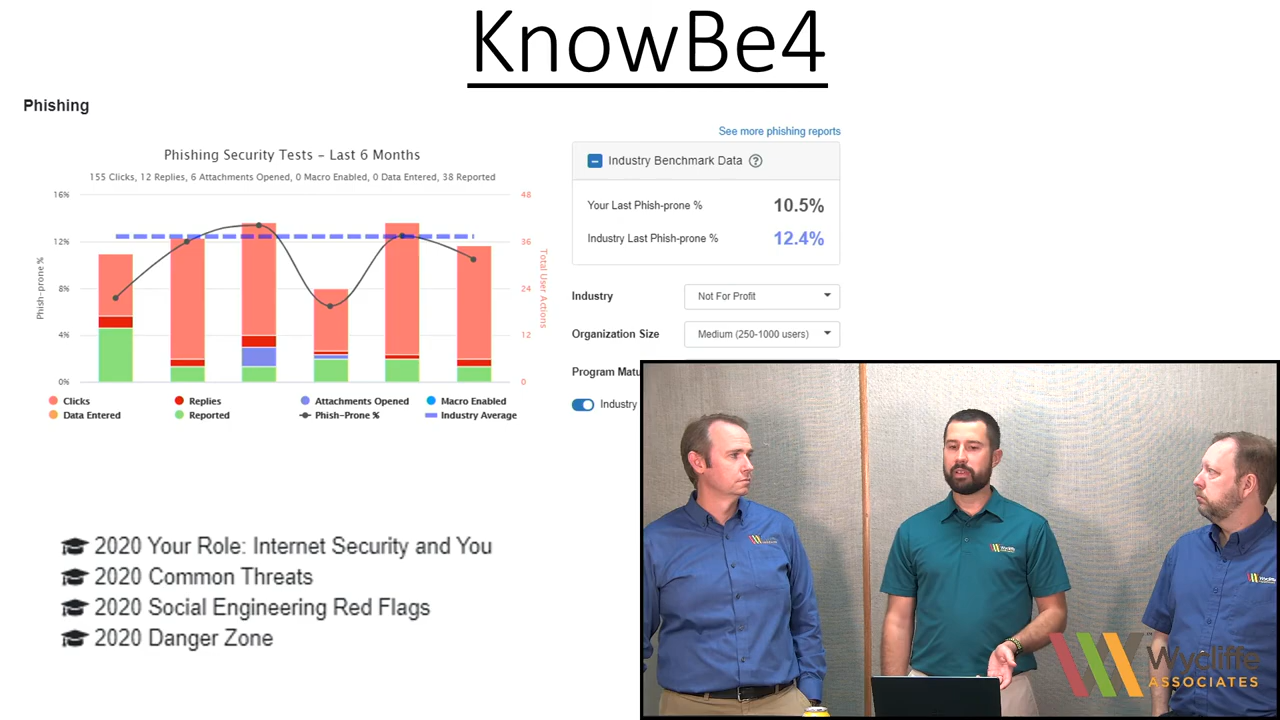 KnowBe4
Phishing
See more phishing reports
Phishing Security Tests – Last 6 Months
155 Clicks, 12 Replies, 6 Attachments Opened, 0 Macro Enabled, 0 Data Entered, 38 Reported
16%
12%
8%
4%
0%
Phish-prone %
48
36
24
12
0
Total User Actions
Clicks
Replies
Attachments Opened
Macro Enabled
Data Entered
Reported
Phish-Prone %
Industry Average
Industry Benchmark Data ?
Your Last Phish-prone % 10.5%
Industry Last Phish-prone % 12.4%
Industry Not For Profit
Organization Size Medium (250-1000 users)
Program Matu
Industry
2020 Your Role: Internet Security and You
2020 Common Threats
2020 Social Engineering Red Flags
2020 Danger Zone
Wycliffe
Wycliffe
Wycliffe
ASSOCIATES